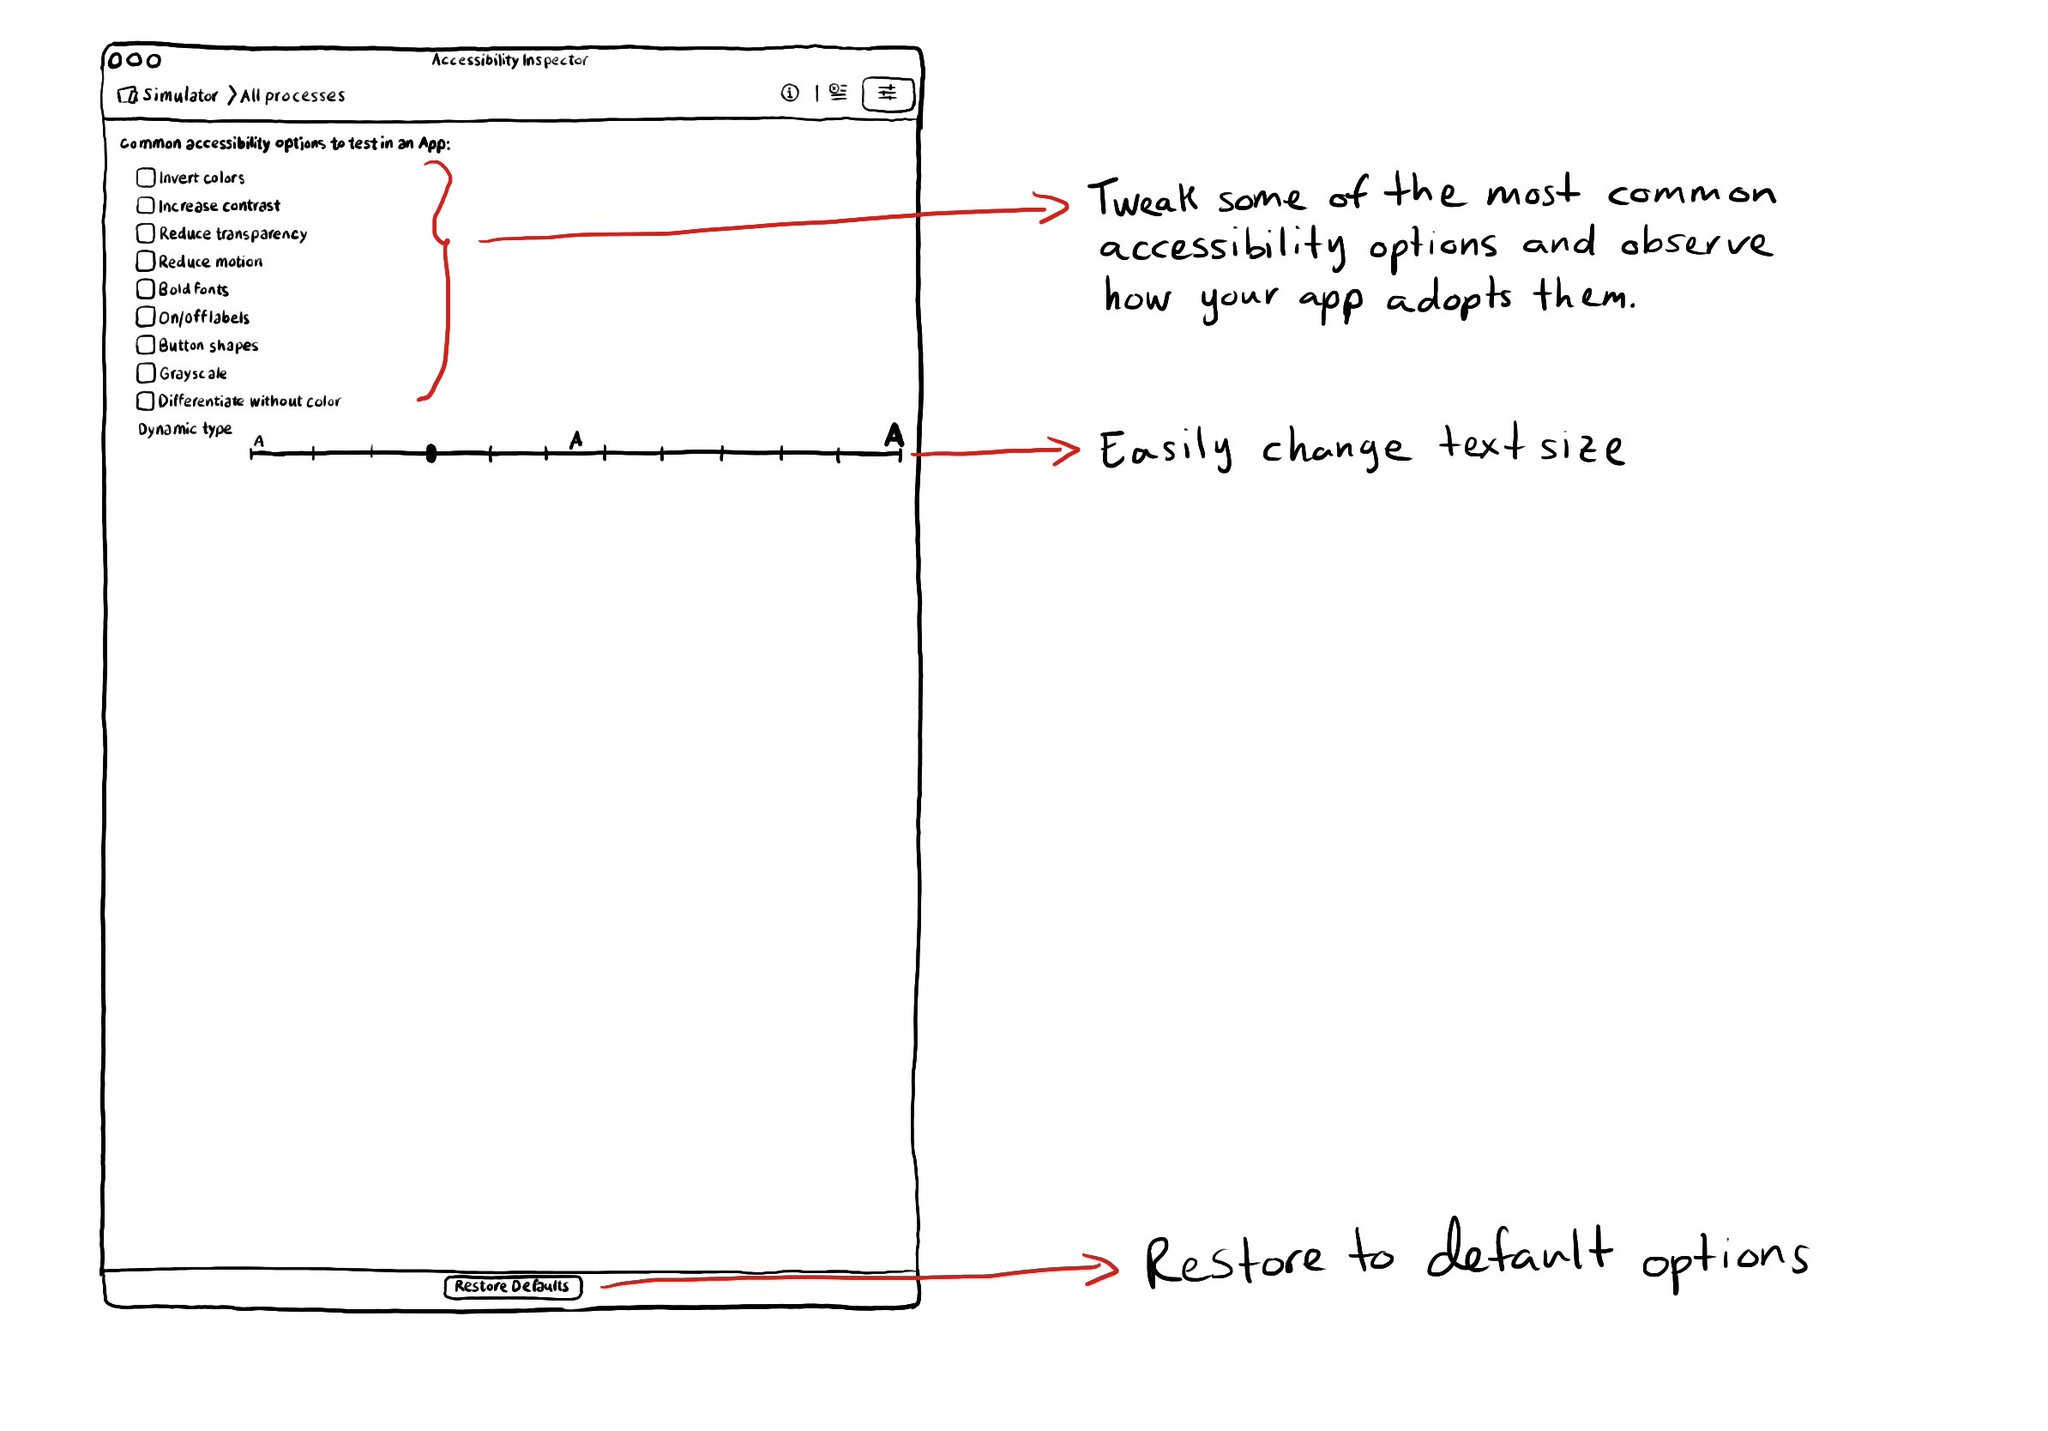 Accessibility Inspector
Simulator > All processes
Common accessibility options to test in an App:
Invert colors
Increase contrast
Reduce transparency
Reduce motion
Bold fonts
On/off labels
Button shapes
Grayscale
Differentiate without color
Dynamic type
A A A
Restore Defaults
Tweak some of the most common
accessibility options and observe
how your app adopts them.
Easily change text size
Restore to default options